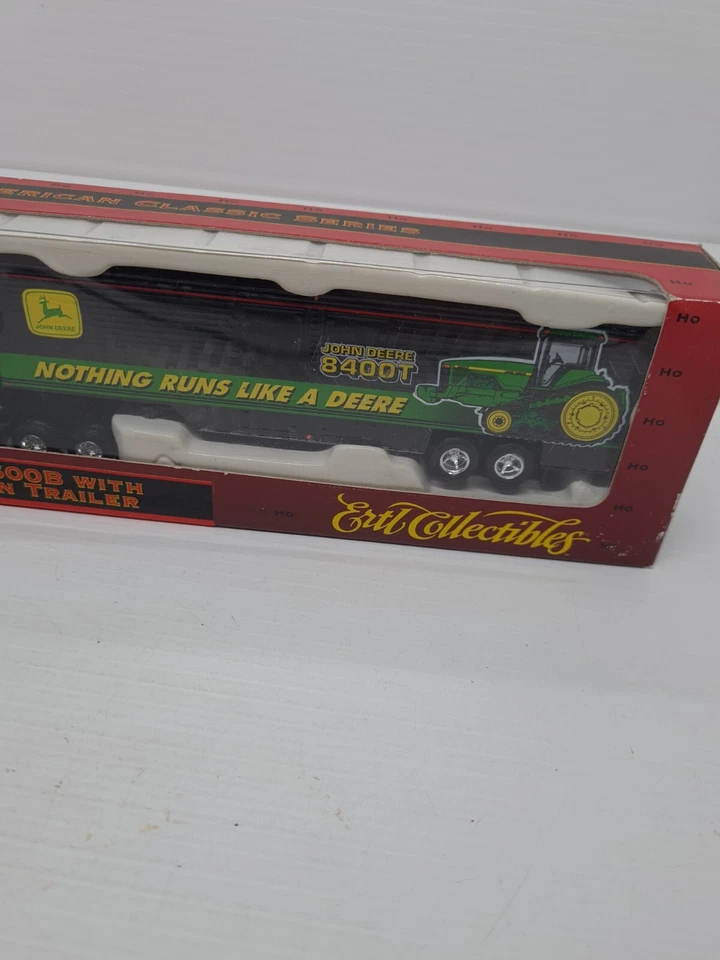 ERICAN CLASSIC SERIES
JOHN DEERE
JOHN DEERE
8400T
NOTHING RUNS LIKE A DEERE
500B WITH
N TRAILER
Ertl Collectibles
HO
HO
HO
HO
HO
HO